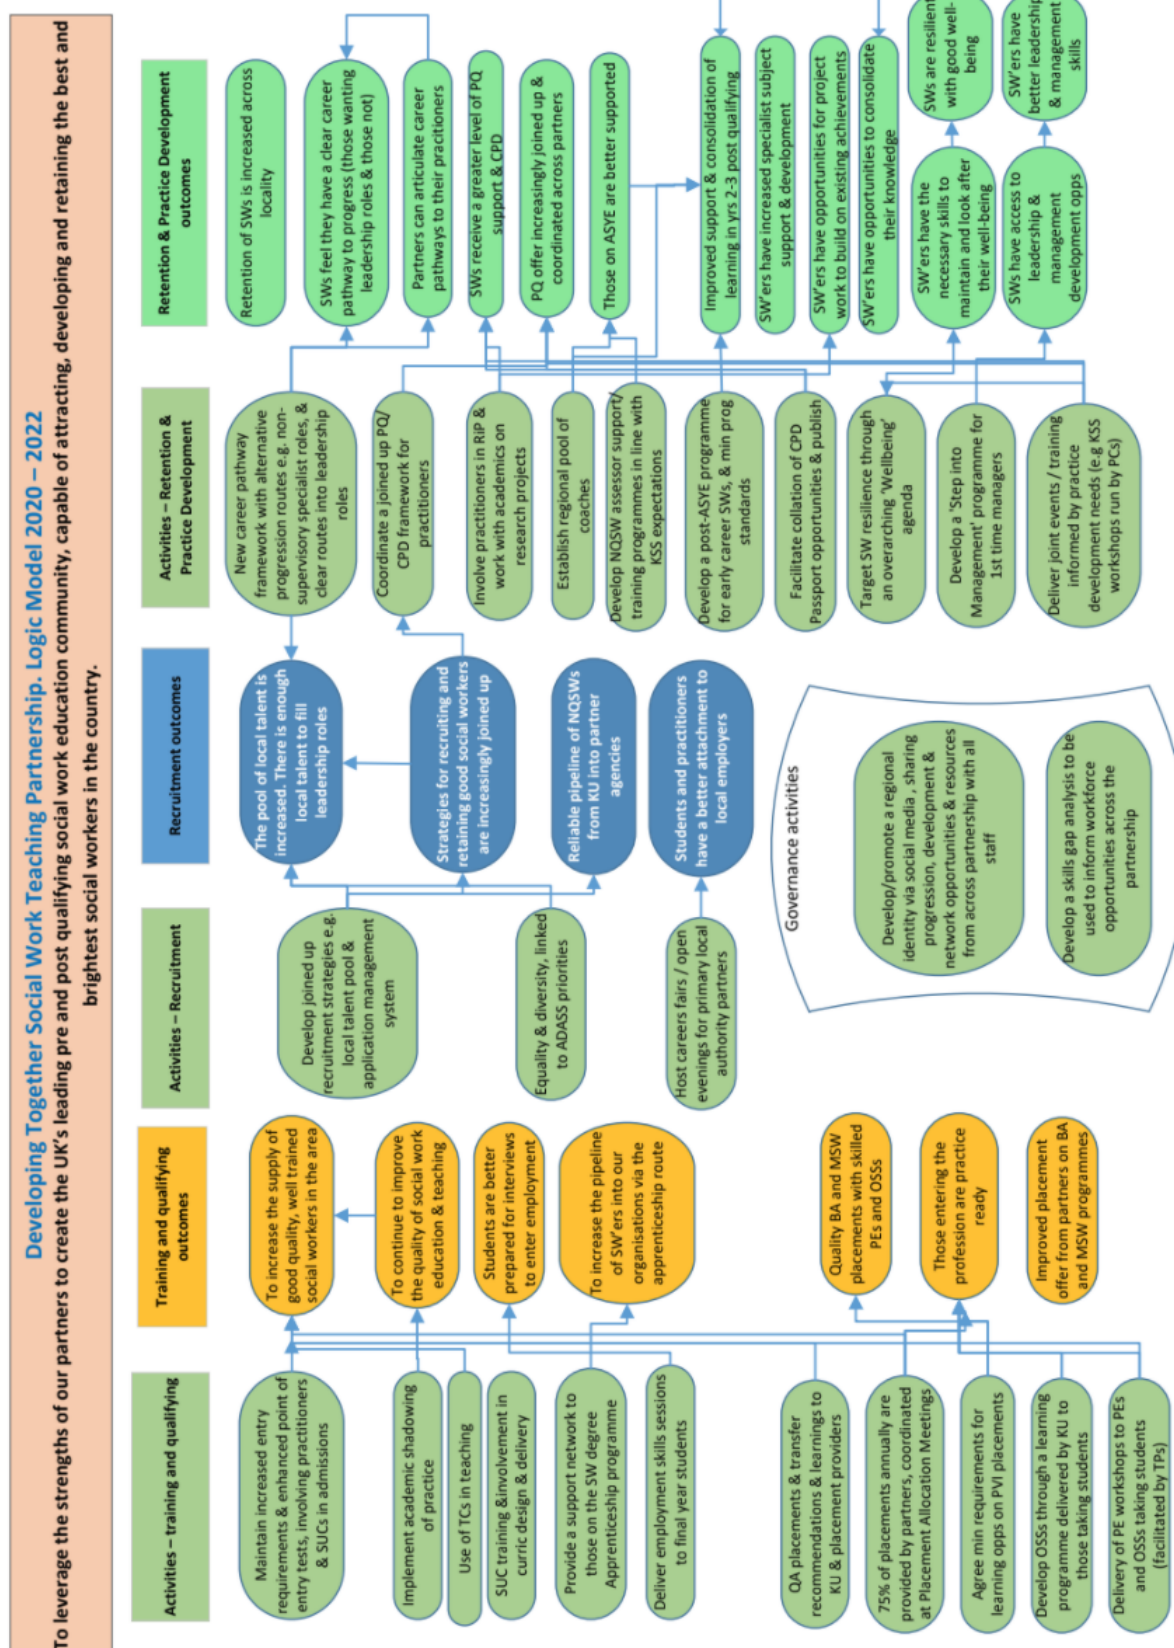 Developing Together Social Work Teaching Partnership. Logic Model 2020 – 2022
To leverage the strengths of our partners to create the UK's leading pre and post qualifying social work education community, capable of attracting, developing and retaining the best and
brightest social workers in the country.
Activities – training and qualifying
Maintain increased entry
requirements & enhanced point of
entry tests, involving practitioners
& SUCs in admissions
Implement academic shadowing
of practice
Use of TCs in teaching
SUC training &involvement in
curric design & delivery
Provide a support network to
those on the SW degree
Apprenticeship programme
Deliver employment skills sessions
to final year students
QA placements & transfer
recommendations & learnings to
KU & placement providers
75% of placements annually are
provided by partners, coordinated
at Placement Allocation Meetings
Agree min requirements for
learning opps on PVI placements
Develop OSSs through a learning
programme delivered by KU to
those taking students
Delivery of PE workshops to PEs
and OSSs taking students
(facilitated by TPs)
Training and qualifying
outcomes
To increase the supply of
good quality, well trained
social workers in the area
To continue to improve
the quality of social work
education & teaching
Students are better
prepared for interviews
to enter employment
To increase the pipeline
of SW'ers into our
organisations via the
apprenticeship route
Quality BA and MSW
placements with skilled
PEs and OSSs
Those entering the
profession are practice
ready
Improved placement
offer from partners on BA
and MSW programmes
Activities – Recruitment
Develop joined up
recruitment strategies e.g.
local talent pool &
application management
system
Equality & diversity, linked
to ADASS priorities
Host careers fairs / open
evenings for primary local
authority partners
Recruitment outcomes
The pool of local talent is
increased. There is enough
local talent to fill
leadership roles
Strategies for recruiting and
retaining good social workers
are increasingly joined up
Reliable pipeline of NQSWs
from KU into partner
agencies
Students and practitioners
have a better attachment to
local employers
Governance activities
Develop/promote a regional
identity via social media , sharing
progression, development &
network opportunities & resources
from across partnership with all
staff
Develop a skills gap analysis to be
used to inform workforce
opportunities across the
partnership
Activities – Retention &
Practice Development
New career pathway
framework with alternative
progression routes e.g. non-
supervisory specialist roles, &
clear routes into leadership
roles
Coordinate a joined up PQ/
CPD framework for
practitioners
Involve practitioners in RiP &
work with academics on
research projects
Establish regional pool of
coaches
Develop NQSW assessor support/
training programmes in line with
KSS expectations
Develop a post-ASYE programme
for early career SWs, & min prog
standards
Facilitate collation of CPD
Passport opportunities & publish
Target SW resilience through
an overarching 'Wellbeing'
agenda
Develop a 'Step into
Management' programme for
1st time managers
Deliver joint events / training
informed by practice
development needs (e.g KSS
workshops run by PCs)
Retention & Practice Development
outcomes
Retention of SWs is increased across
locality
SWs feel they have a clear career
pathway to progress (those wanting
leadership roles & those not)
Partners can articulate career
pathways to their pracitioners
SWs receive a greater level of PQ
support & CPD
PQ offer increasingly joined up &
coordinated across partners
Those on ASYE are better supported
Improved support & consolidation of
learning in yrs 2-3 post qualifying
SW'ers have increased specialist subject
support & development
SW'ers have opportunities for project
work to build on existing achievements
SW'ers have opportunities to consolidate
their knowledge
SW'ers have the
necessary skills to
maintain and look after
their well-being
SWs have access to
leadership &
management
development opps
SWs are resilient
with good well-
being
SW'ers have
better leadership
& management
skills